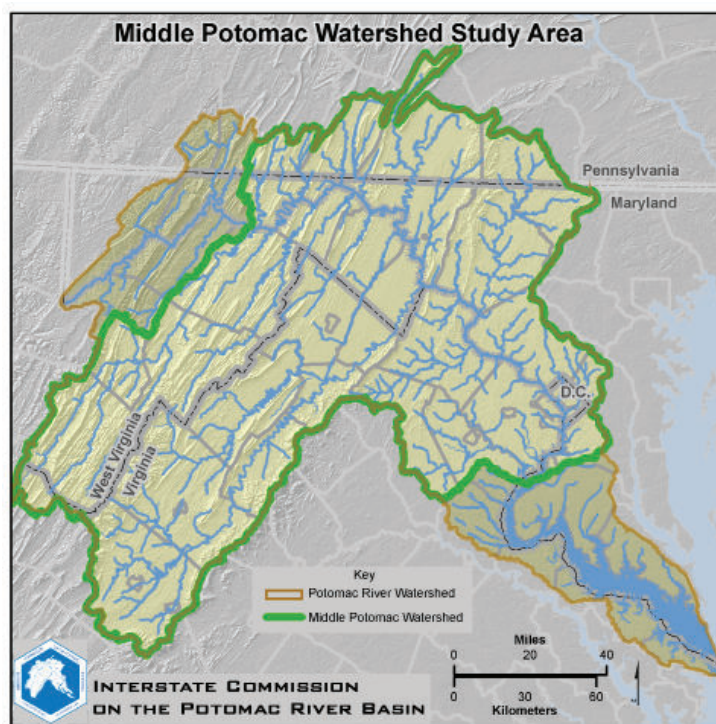 Middle Potomac Watershed Study Area
Pennsylvania
Maryland
D.C.
West Virginia
Virginia
Key
Potomac River Watershed
Middle Potomac Watershed
Miles
0 20 40
0 30 60
Kilometers
INTERSTATE COMMISSION
ON THE POTOMAC RIVER BASIN